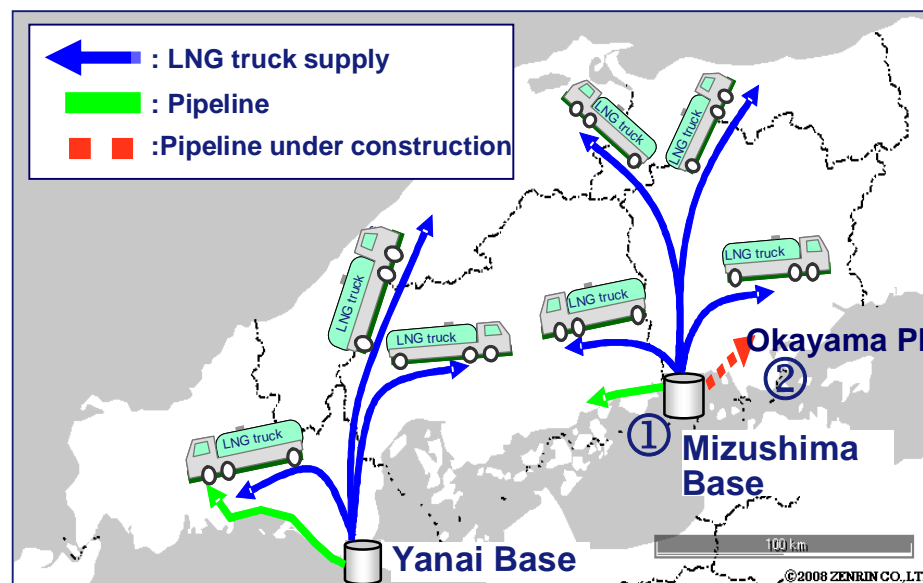 : LNG truck supply
: Pipeline
:Pipeline under construction
LNG truck
LNG truck
LNG truck
LNG truck
LNG truck
LNG truck
LNG truck
Okayama Pl
②
①
Mizushima
Base
Yanai Base
100 km
©2008 ZENRIN CO., LT